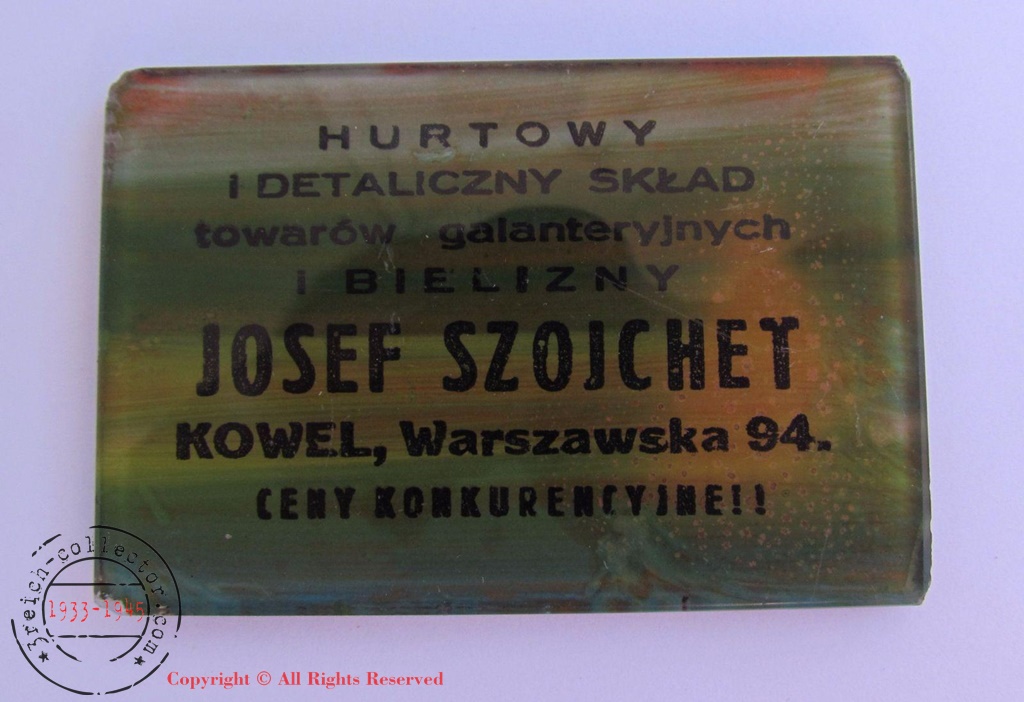 HURTOWY
i DETALICZNY SKŁAD
towarów galanteryjnych
i BIELIZNY
JOSEF SZOJCHET
KOWEL, Warszawska 94.
CENY KONKURENCYJNE!!
3reich-collector.com
1933-1945
Copyright © All Rights Reserved